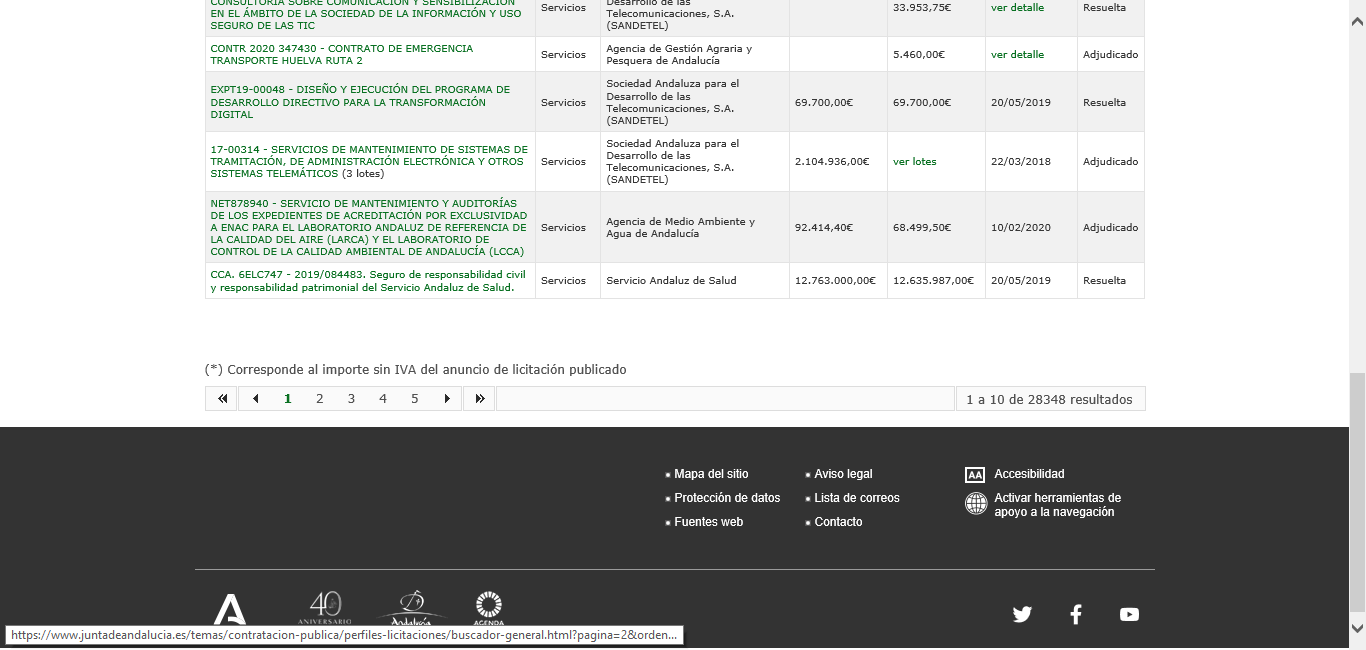 CONSULTORÍA SOBRE COMUNICACIÓN Y SENSIBILIZACIÓN
EN EL ÁMBITO DE LA SOCIEDAD DE LA INFORMACIÓN Y USO
SEGURO DE LAS TIC
Servicios
Desarrollo de las
Telecomunicaciones, S.A.
(SANDETEL)
33.953,75€
ver detalle
Resuelta
CONTR 2020 347430 - CONTRATO DE EMERGENCIA
TRANSPORTE HUELVA RUTA 2
Servicios
Agencia de Gestión Agraria y
Pesquera de Andalucía
5.460,00€
ver detalle
Adjudicado
EXPT19-00048 - DISEÑO Y EJECUCIÓN DEL PROGRAMA DE
DESARROLLO DIRECTIVO PARA LA TRANSFORMACIÓN
DIGITAL
Servicios
Sociedad Andaluza para el
Desarrollo de las
Telecomunicaciones, S.A.
(SANDETEL)
69.700,00€
69.700,00€
20/05/2019
Resuelta
17-00314 - SERVICIOS DE MANTENIMIENTO DE SISTEMAS DE
TRAMITACIÓN, DE ADMINISTRACIÓN ELECTRÓNICA Y OTROS
SISTEMAS TELEMÁTICOS (3 lotes)
Servicios
Sociedad Andaluza para el
Desarrollo de las
Telecomunicaciones, S.A.
(SANDETEL)
2.104.936,00€
ver lotes
22/03/2018
Adjudicado
NET878940 - SERVICIO DE MANTENIMIENTO Y AUDITORÍAS
DE LOS EXPEDIENTES DE ACREDITACIÓN POR EXCLUSIVIDAD
A ENAC PARA EL LABORATORIO ANDALUZ DE REFERENCIA DE
LA CALIDAD DEL AIRE (LARCA) Y EL LABORATORIO DE
CONTROL DE LA CALIDAD AMBIENTAL DE ANDALUCÍA (LCCA)
Servicios
Agencia de Medio Ambiente y
Agua de Andalucía
92.414,40€
68.499,50€
10/02/2020
Adjudicado
CCA. 6ELC747 - 2019/084483. Seguro de responsabilidad civil
y responsabilidad patrimonial del Servicio Andaluz de Salud.
Servicios
Servicio Andaluz de Salud
12.763.000,00€
12.635.987,00€
20/05/2019
Resuelta
(*) Corresponde al importe sin IVA del anuncio de licitación publicado
1 2 3 4 5
1 a 10 de 28348 resultados
Mapa del sitio
Protección de datos
Fuentes web
Aviso legal
Lista de correos
Contacto
AA Accesibilidad
Activar herramientas de
apoyo a la navegación
40
ANIVERSARIO
Andalucía
AGENDA
https://www.juntadeandalucia.es/temas/contratacion-publica/perfiles-licitaciones/buscador-general.html?pagina=2&orden...